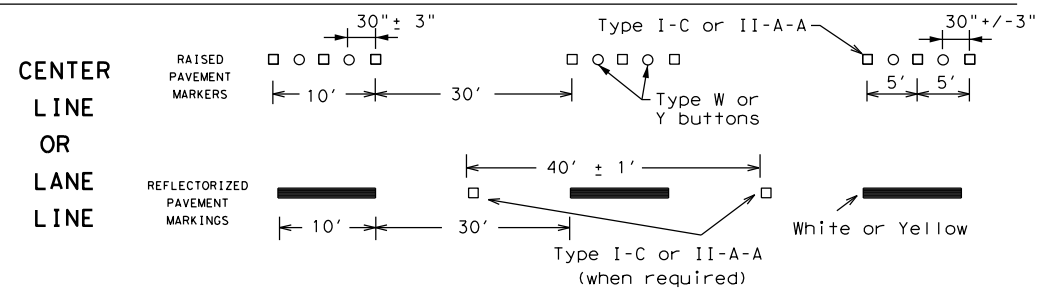 CENTER
LINE
OR
LANE
LINE
RAISED
PAVEMENT
MARKERS
30"± 3"
10'
30'
Type I-C or II-A-A
Type W or
Y buttons
30"+/-3"
5'
5'
REFLECTORIZED
PAVEMENT
MARKINGS
40' ± 1'
10'
30'
Type I-C or II-A-A
(when required)
White or Yellow